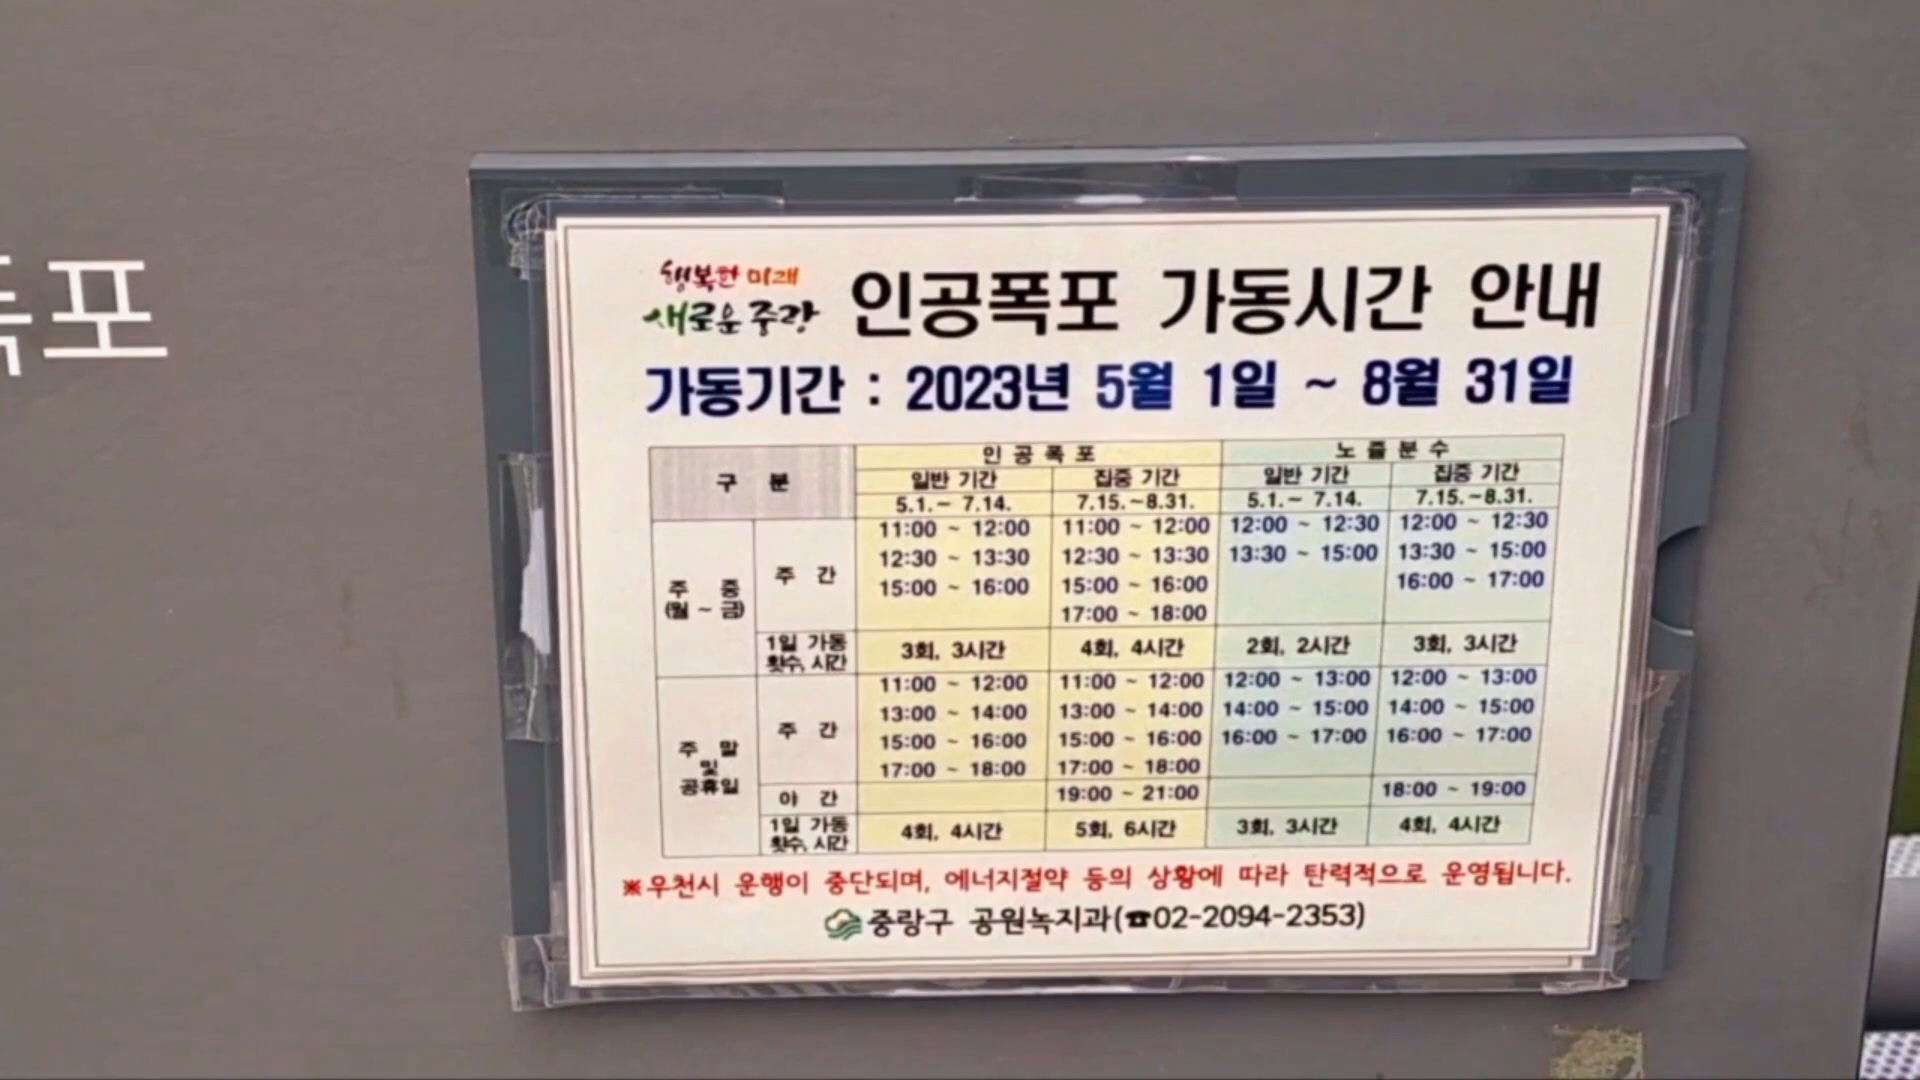 폭포
행복한 미래
새로운 중랑
인공폭포 가동시간 안내
가동기간 : 2023년 5월 1일 ~ 8월 31일
구 분 인 공 폭 포 노 즐 분 수
일반 기간 집중 기간 일반 기간 집중 기간
5.1.~ 7.14. 7.15.~8.31. 5.1.~ 7.14. 7.15.~8.31.
주 중
(월 ~ 금)
주 간
11:00 ~ 12:00 11:00 ~ 12:00 12:00 ~ 12:30 12:00 ~ 12:30
12:30 ~ 13:30 12:30 ~ 13:30 13:30 ~ 15:00 13:30 ~ 15:00
15:00 ~ 16:00 15:00 ~ 16:00 16:00 ~ 17:00
17:00 ~ 18:00
1일 가동
횟수, 시간
3회, 3시간 4회, 4시간 2회, 2시간 3회, 3시간
주 말
및
공휴일
주 간
11:00 ~ 12:00 11:00 ~ 12:00 12:00 ~ 13:00 12:00 ~ 13:00
13:00 ~ 14:00 13:00 ~ 14:00 14:00 ~ 15:00 14:00 ~ 15:00
15:00 ~ 16:00 15:00 ~ 16:00 16:00 ~ 17:00 16:00 ~ 17:00
17:00 ~ 18:00 17:00 ~ 18:00
야 간 19:00 ~ 21:00 18:00 ~ 19:00
1일 가동
횟수, 시간
4회, 4시간 5회, 6시간 3회, 3시간 4회, 4시간
※우천시 운행이 중단되며, 에너지절약 등의 상황에 따라 탄력적으로 운영됩니다.
중랑구 공원녹지과(☎02-2094-2353)